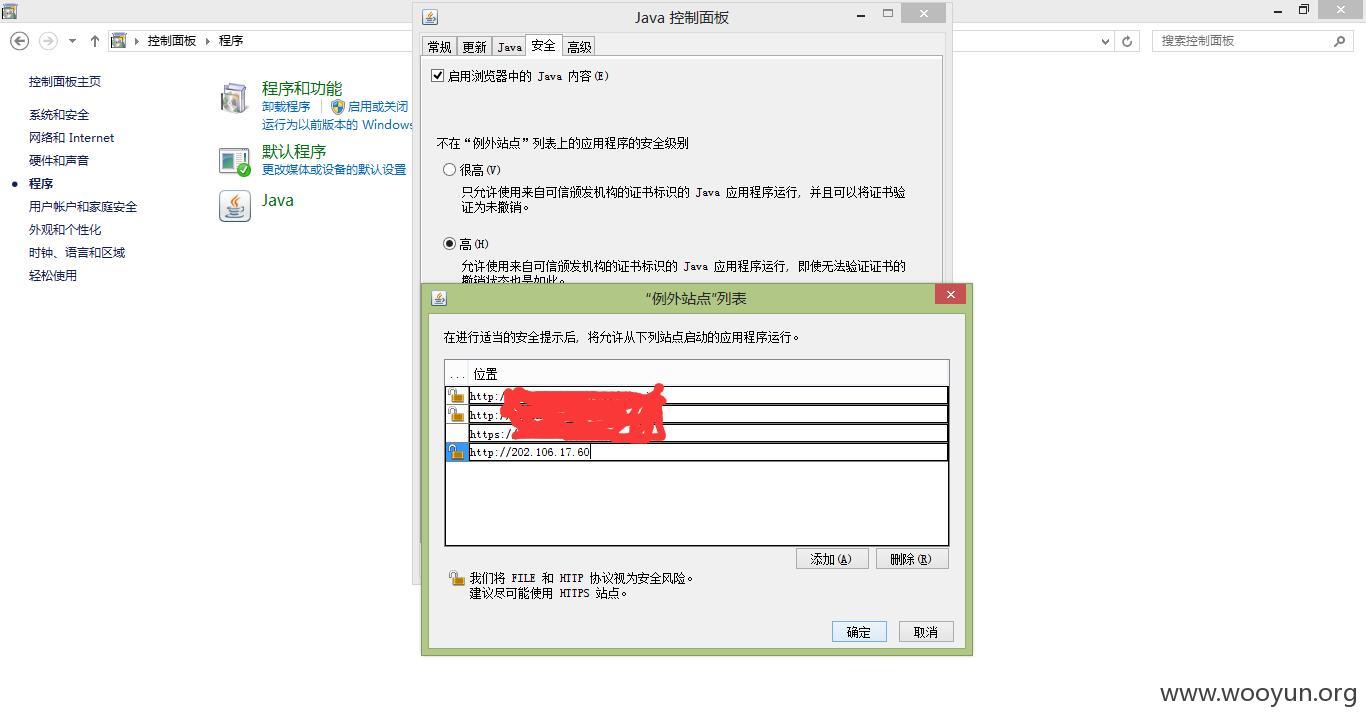 Java 控制面板
控制面板 程序
搜索控制面板
控制面板主页
系统和安全
网络和 Internet
硬件和声音
程序
用户帐户和家庭安全
外观和个性化
时钟、语言和区域
轻松使用
程序和功能
卸载程序 启用或关闭
运行为以前版本的 Windows
默认程序
更改媒体或设备的默认设置
Java
常规 更新 Java 安全 高级
启用浏览器中的 Java 内容(E)
不在“例外站点”列表上的应用程序的安全级别
很高(V)
只允许使用来自可信颁发机构的证书标识的 Java 应用程序运行, 并且可以将证书验
证为未撤销。
高(H)
允许使用来自可信颁发机构的证书标识的 Java 应用程序运行, 即使无法验证证书的
撤销状态也是如此。
“例外站点”列表
在进行适当的安全提示后, 将允许从下列站点启动的应用程序运行。
... 位置
http:/
http:/
https:/
http://202.106.17.60
添加(A) 删除(R)
我们将 FILE 和 HTTP 协议视为安全风险。
建议尽可能使用 HTTPS 站点。
确定 取消
www.wooyun.org